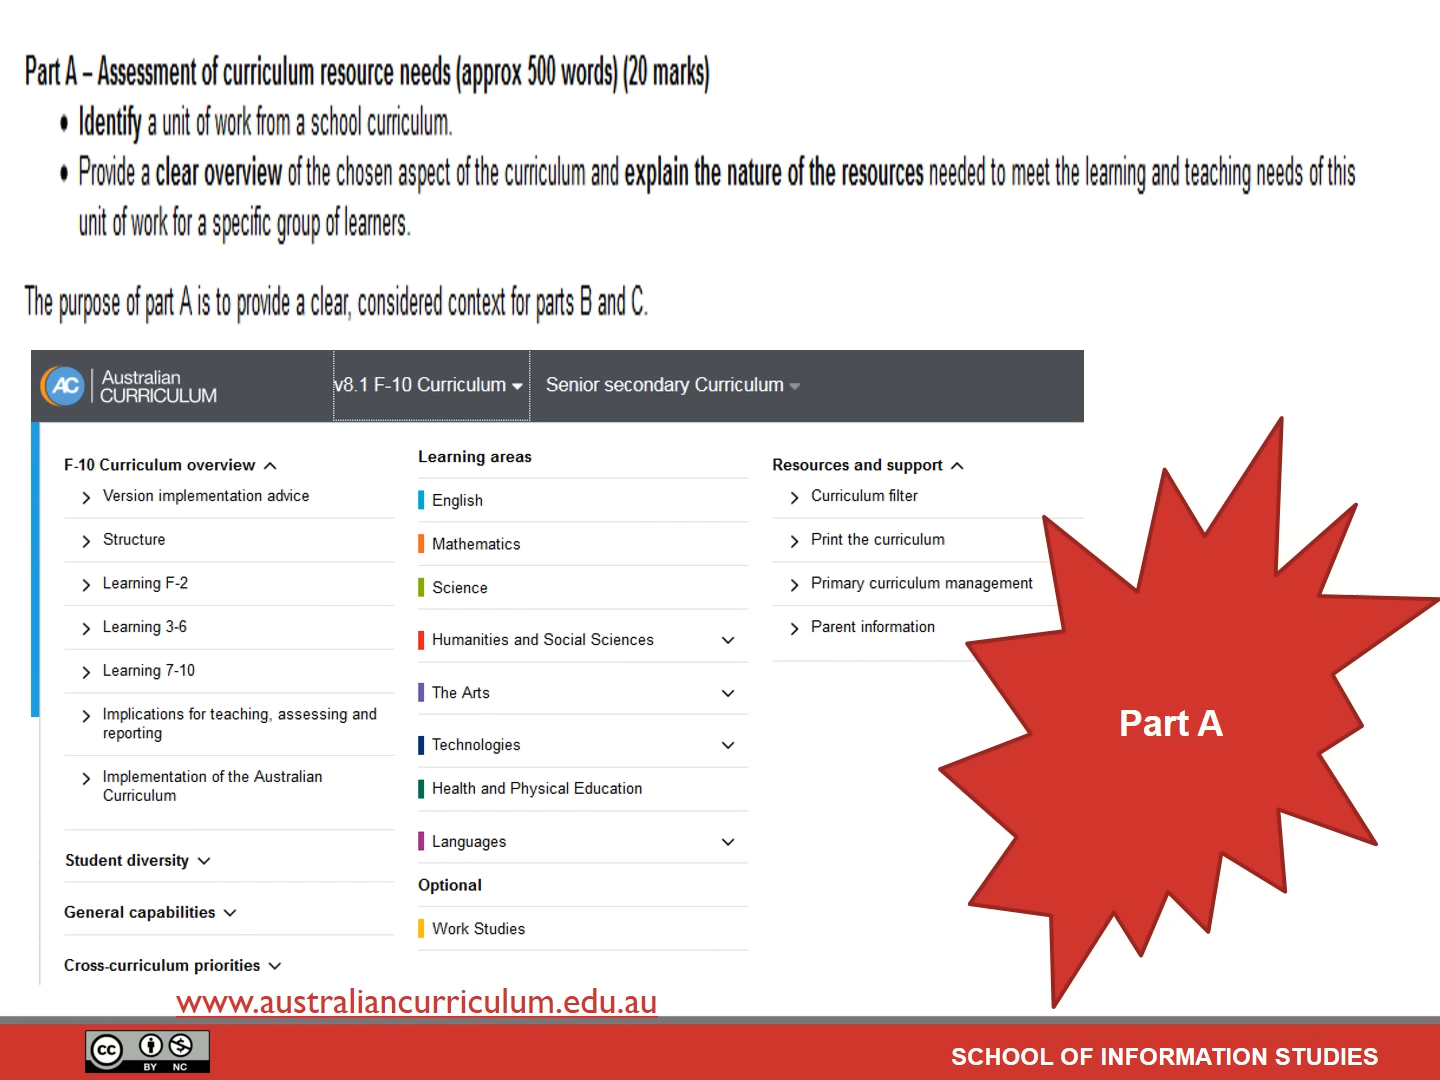 Part A – Assessment of curriculum resource needs (approx 500 words) (20 marks)
• Identify a unit of work from a school curriculum.
• Provide a clear overview of the chosen aspect of the curriculum and explain the nature of the resources needed to meet the learning and teaching needs of this
unit of work for a specific group of learners.
The purpose of part A is to provide a clear, considered context for parts B and C.
AC Australian
CURRICULUM
v8.1 F-10 Curriculum
Senior secondary Curriculum
F-10 Curriculum overview
Version implementation advice
Structure
Learning F-2
Learning 3-6
Learning 7-10
Implications for teaching, assessing and
reporting
Implementation of the Australian
Curriculum
Student diversity
General capabilities
Cross-curriculum priorities
Learning areas
English
Mathematics
Science
Humanities and Social Sciences
The Arts
Technologies
Health and Physical Education
Languages
Optional
Work Studies
Resources and support
Curriculum filter
Print the curriculum
Primary curriculum management
Parent information
Part A
www.australiancurriculum.edu.au
cc
BY NC
SCHOOL OF INFORMATION STUDIES